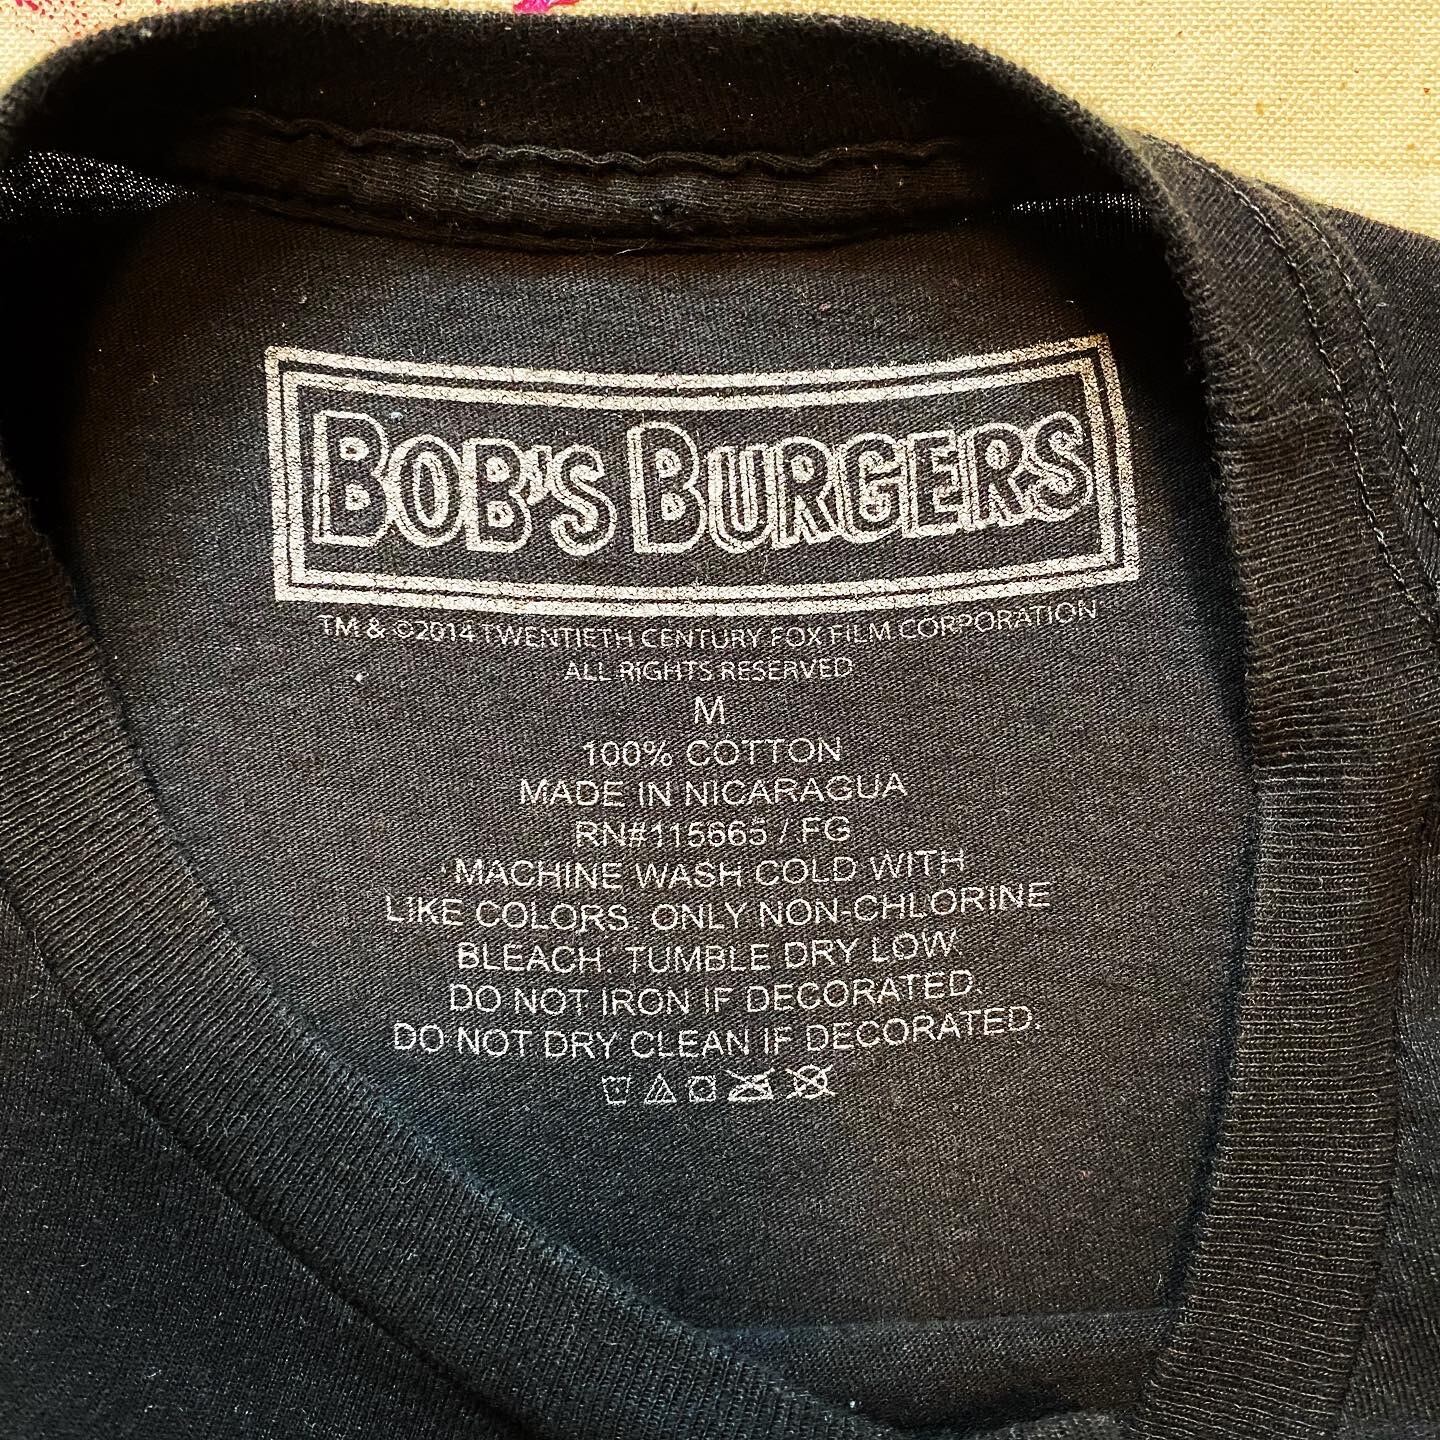 BOB'S BURGERS
TM & ©2014 TWENTIETH CENTURY FOX FILM CORPORATION
ALL RIGHTS RESERVED
M
100% COTTON
MADE IN NICARAGUA
RN#115665 / FG
MACHINE WASH COLD WITH
LIKE COLORS. ONLY NON-CHLORINE
BLEACH. TUMBLE DRY LOW.
DO NOT IRON IF DECORATED.
DO NOT DRY CLEAN IF DECORATED.